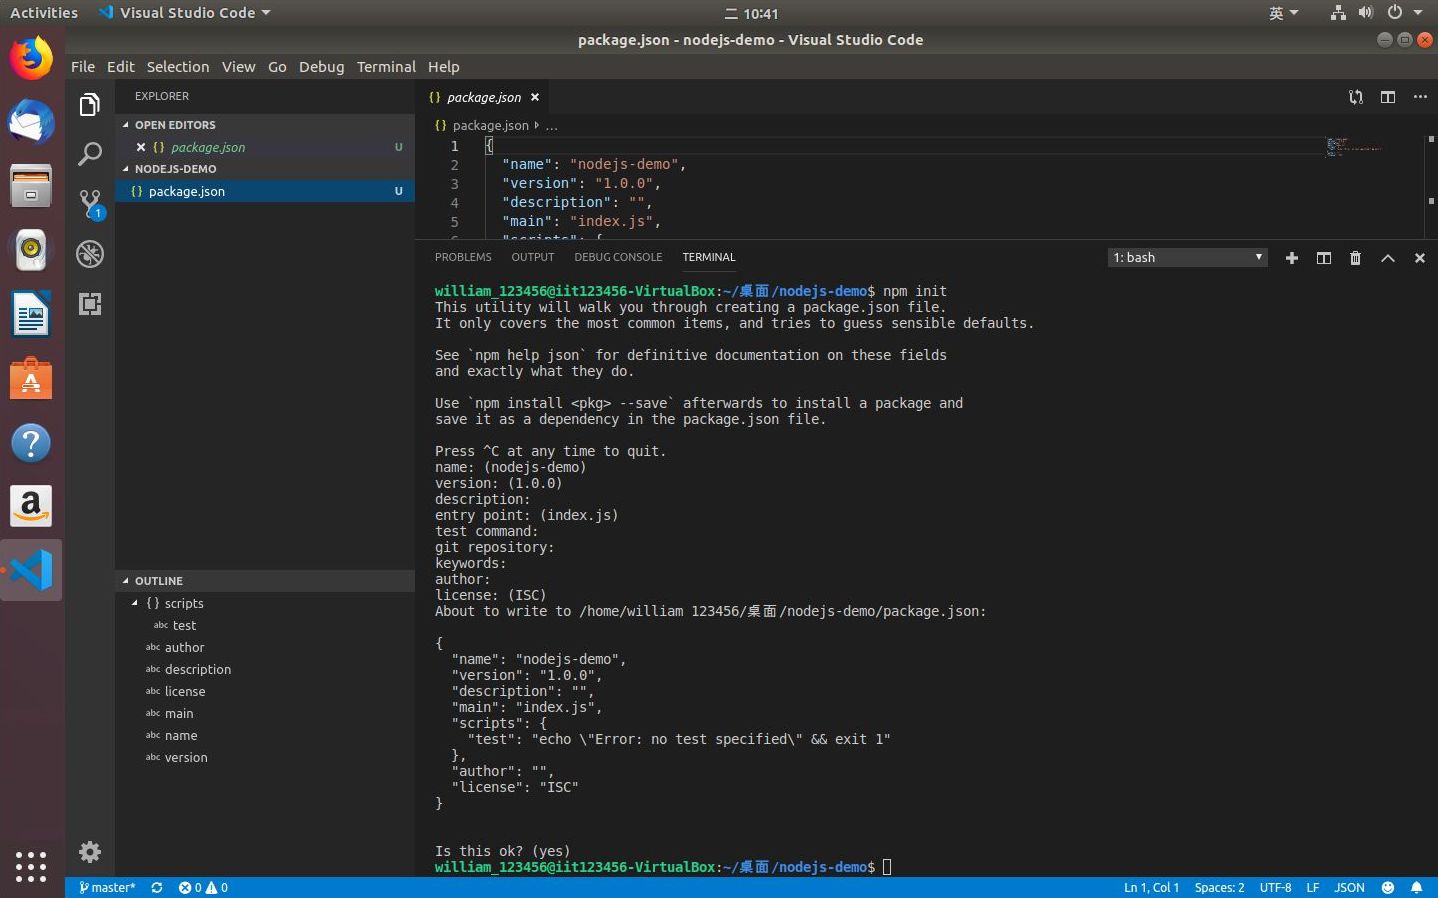 Activities Visual Studio Code 二 10:41 英
package.json - nodejs-demo - Visual Studio Code
File Edit Selection View Go Debug Terminal Help
EXPLORER
OPEN EDITORS
{} package.json U
NODEJS-DEMO
{} package.json U
1
OUTLINE
{} scripts
abc test
abc author
abc description
abc license
abc main
abc name
abc version
{} package.json
{} package.json ...
1 {
2 "name": "nodejs-demo",
3 "version": "1.0.0",
4 "description": "",
5 "main": "index.js",
6 "scripts": {
PROBLEMS OUTPUT DEBUG CONSOLE TERMINAL 1: bash
william_123456@iit123456-VirtualBox:~/桌面/nodejs-demo$ npm init
This utility will walk you through creating a package.json file.
It only covers the most common items, and tries to guess sensible defaults.
See `npm help json` for definitive documentation on these fields
and exactly what they do.
Use `npm install <pkg> --save` afterwards to install a package and
save it as a dependency in the package.json file.
Press ^C at any time to quit.
name: (nodejs-demo)
version: (1.0.0)
description:
entry point: (index.js)
test command:
git repository:
keywords:
author:
license: (ISC)
About to write to /home/william 123456/桌面/nodejs-demo/package.json:
{
"name": "nodejs-demo",
"version": "1.0.0",
"description": "",
"main": "index.js",
"scripts": {
"test": "echo \"Error: no test specified\" && exit 1"
},
"author": "",
"license": "ISC"
}
Is this ok? (yes)
william_123456@iit123456-VirtualBox:~/桌面/nodejs-demo$
master* 0 0 Ln 1, Col 1 Spaces: 2 UTF-8 LF JSON